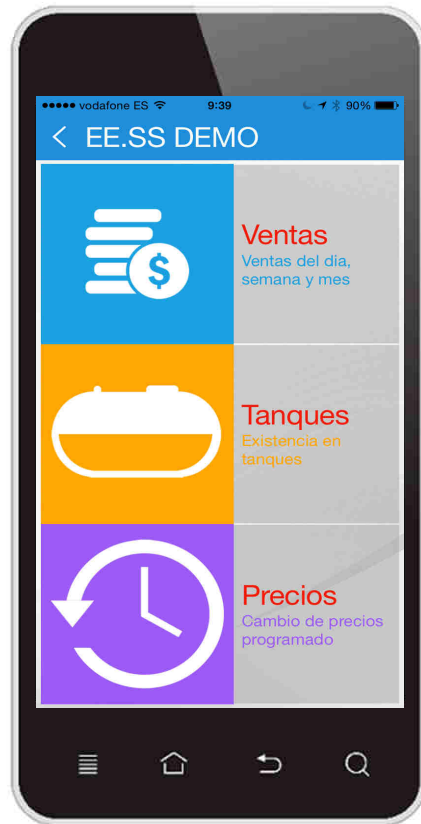 vodafone ES 9:39 90%
EE.SS DEMO
Ventas
Ventas del dia,
semana y mes
Tanques
Existencia en
tanques
Precios
Cambio de precios
programado